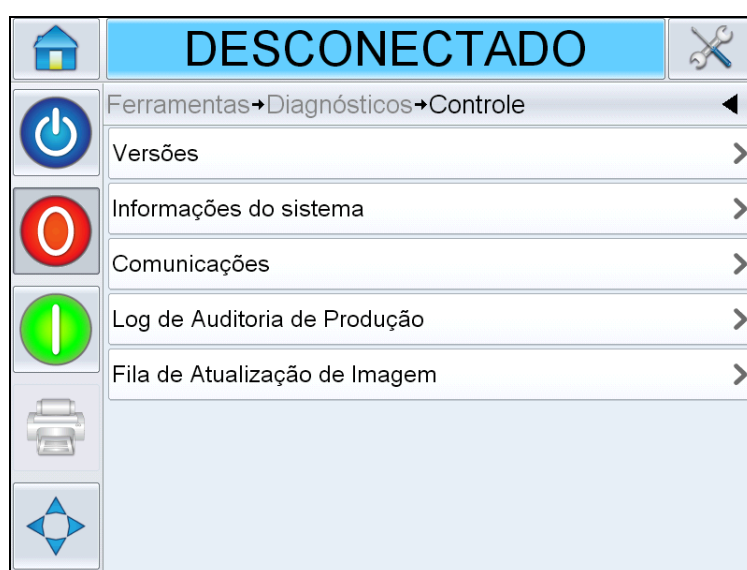 DESCONECTADO
Ferramentas→Diagnósticos→Controle
Versões
Informações do sistema
Comunicações
Log de Auditoria de Produção
Fila de Atualização de Imagem